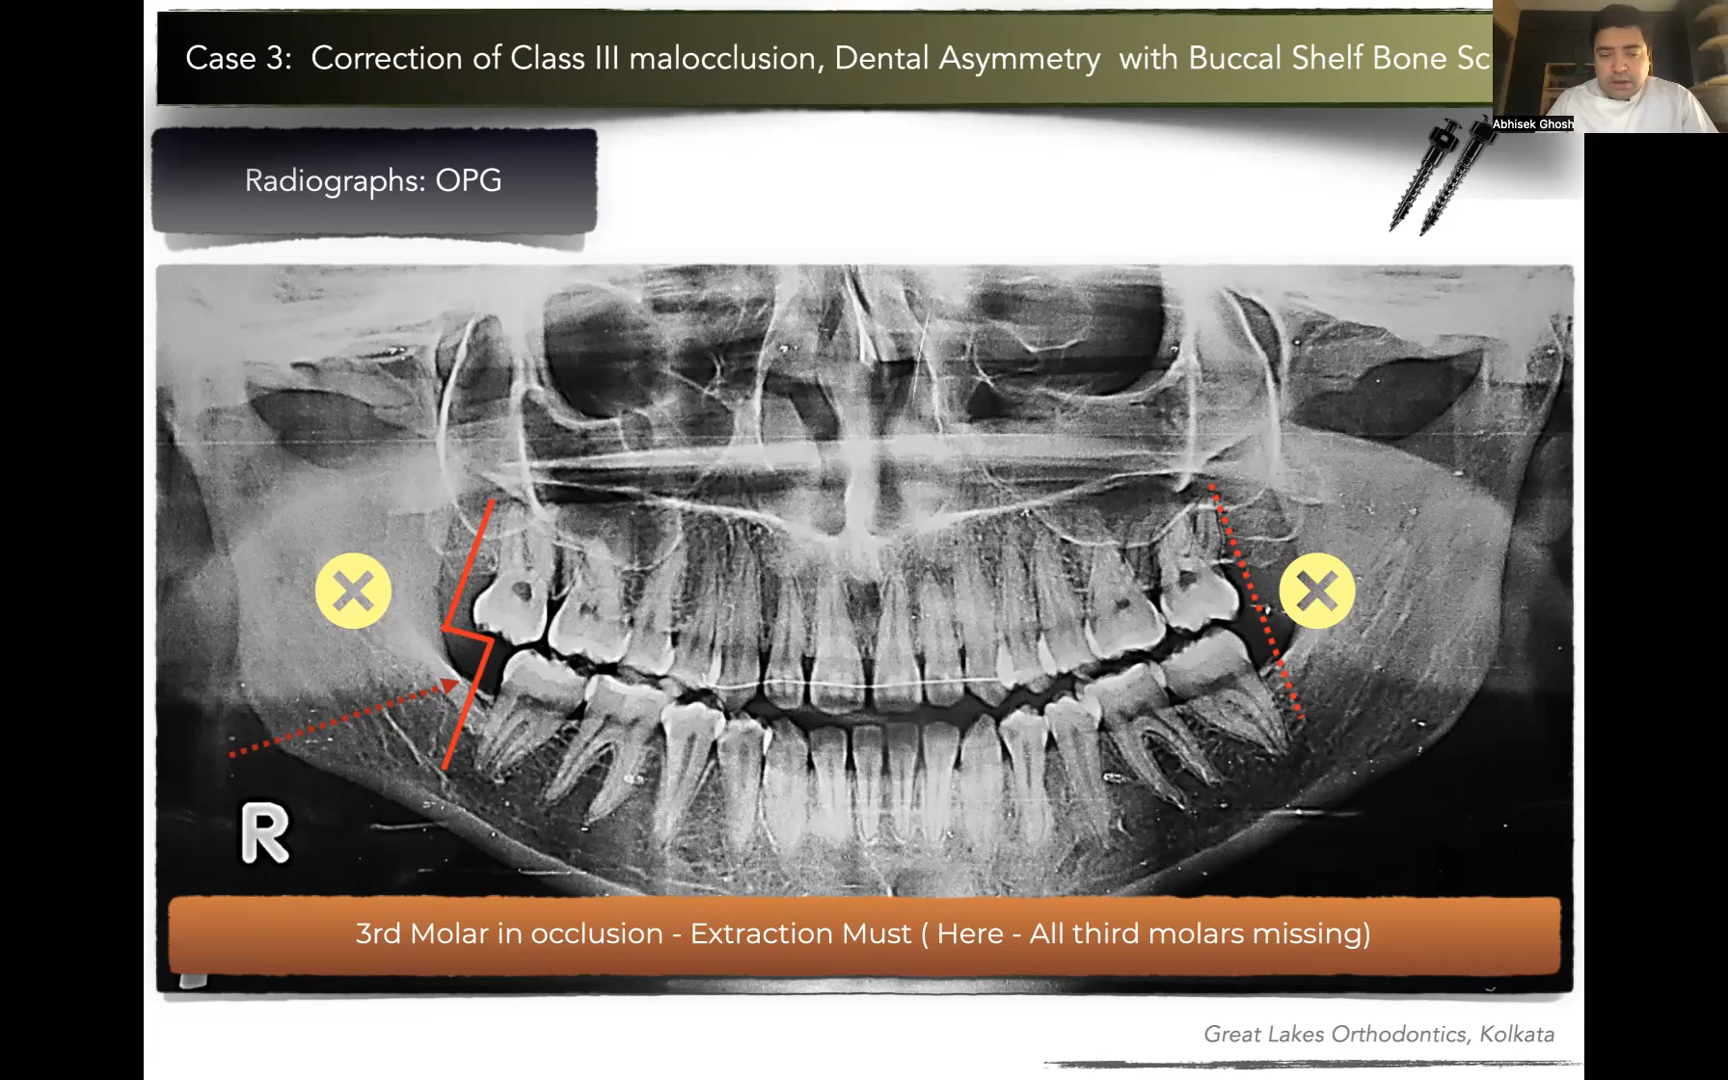 Case 3: Correction of Class III malocclusion, Dental Asymmetry with Buccal Shelf Bone Sc
Abhisek Ghosh
Radiographs: OPG
R
3rd Molar in occlusion - Extraction Must ( Here - All third molars missing)
Great Lakes Orthodontics, Kolkata